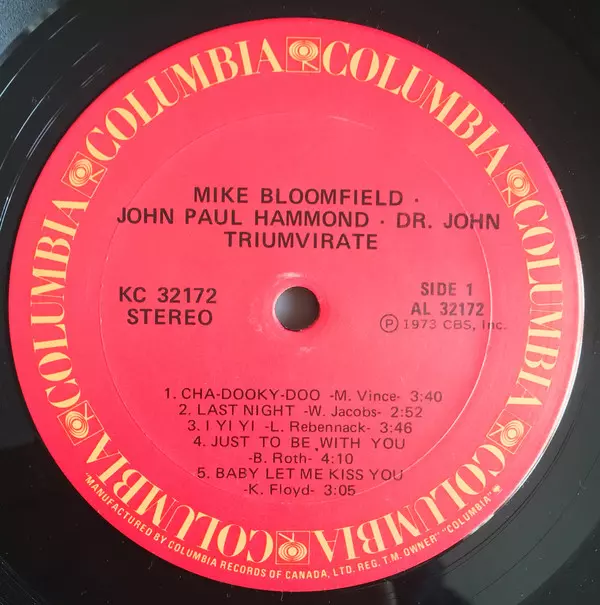 COLUMBIA COLUMBIA COLUMBIA COLUMBIA COLUMBIA COLUMBIA
MIKE BLOOMFIELD ·
JOHN PAUL HAMMOND · DR. JOHN
TRIUMVIRATE
KC 32172
STEREO
SIDE 1
AL 32172
Ⓟ 1973 CBS, Inc.
1. CHA-DOOKY-DOO -M. Vince- 3:40
2. LAST NIGHT -W. Jacobs- 2:52
3. I YI YI -L. Rebennack- 3:46
4. JUST TO BE WITH YOU
-B. Roth- 4:10
5. BABY LET ME KISS YOU
-K. Floyd- 3:05
"MANUFACTURED BY COLUMBIA RECORDS OF CANADA, LTD. REG. T.M. OWNER" "COLUMBIA"